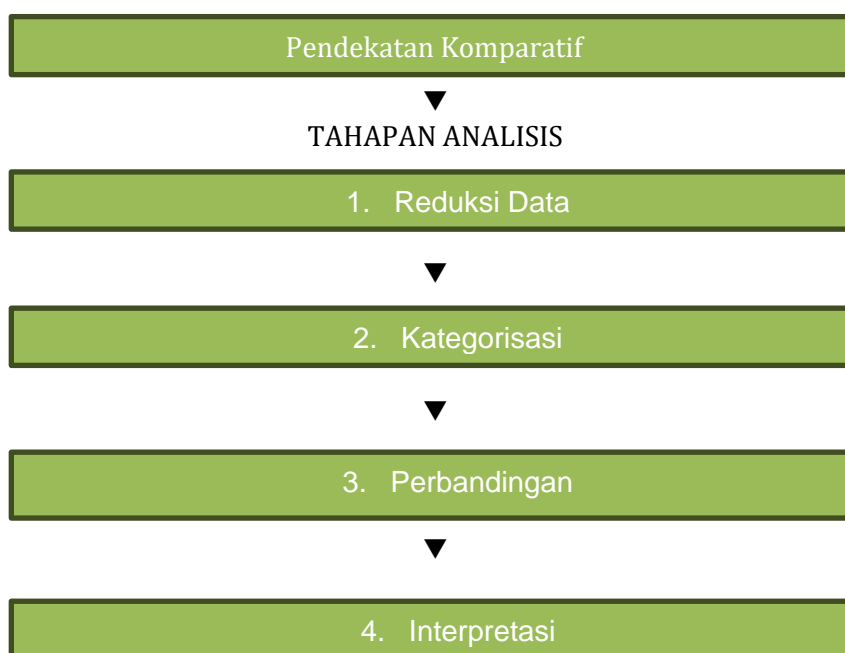 Pendekatan Komparatif
TAHAPAN ANALISIS
1. Reduksi Data
2. Kategorisasi
3. Perbandingan
4. Interpretasi